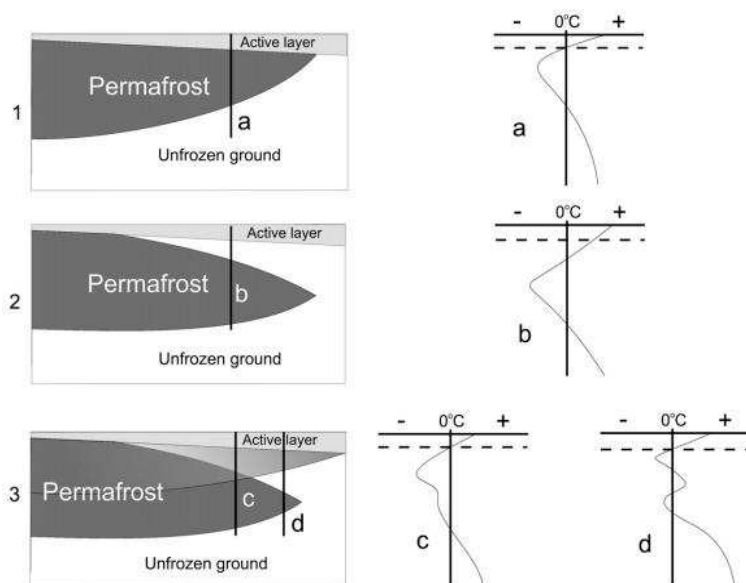 Active layer
Permafrost
1
a
Unfrozen ground
- 0°C +
a
Active layer
Permafrost
b
2
Unfrozen ground
- 0°C +
b
Active layer
Permafrost
c
3
d
Unfrozen ground
- 0°C +
c
- 0°C +
d